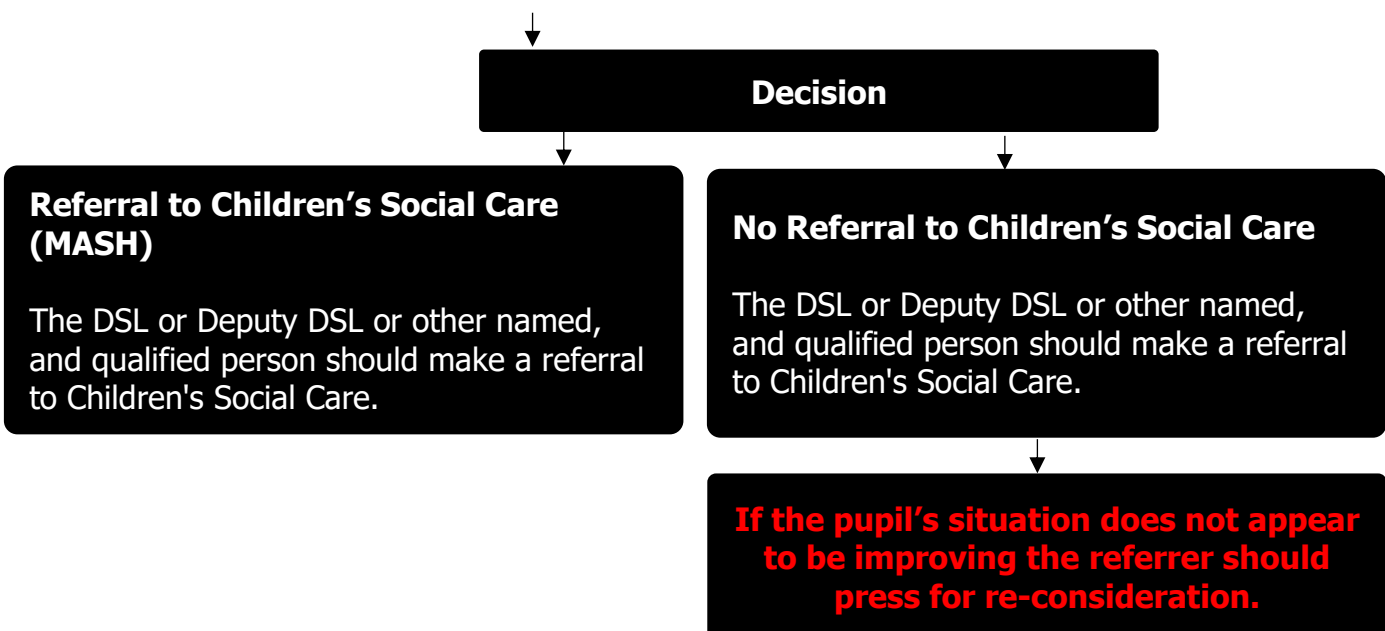 Decision
Referral to Children’s Social Care
(MASH)
The DSL or Deputy DSL or other named,
and qualified person should make a referral
to Children's Social Care.
No Referral to Children’s Social Care
The DSL or Deputy DSL or other named,
and qualified person should make a referral
to Children's Social Care.
If the pupil’s situation does not appear
to be improving the referrer should
press for re-consideration.